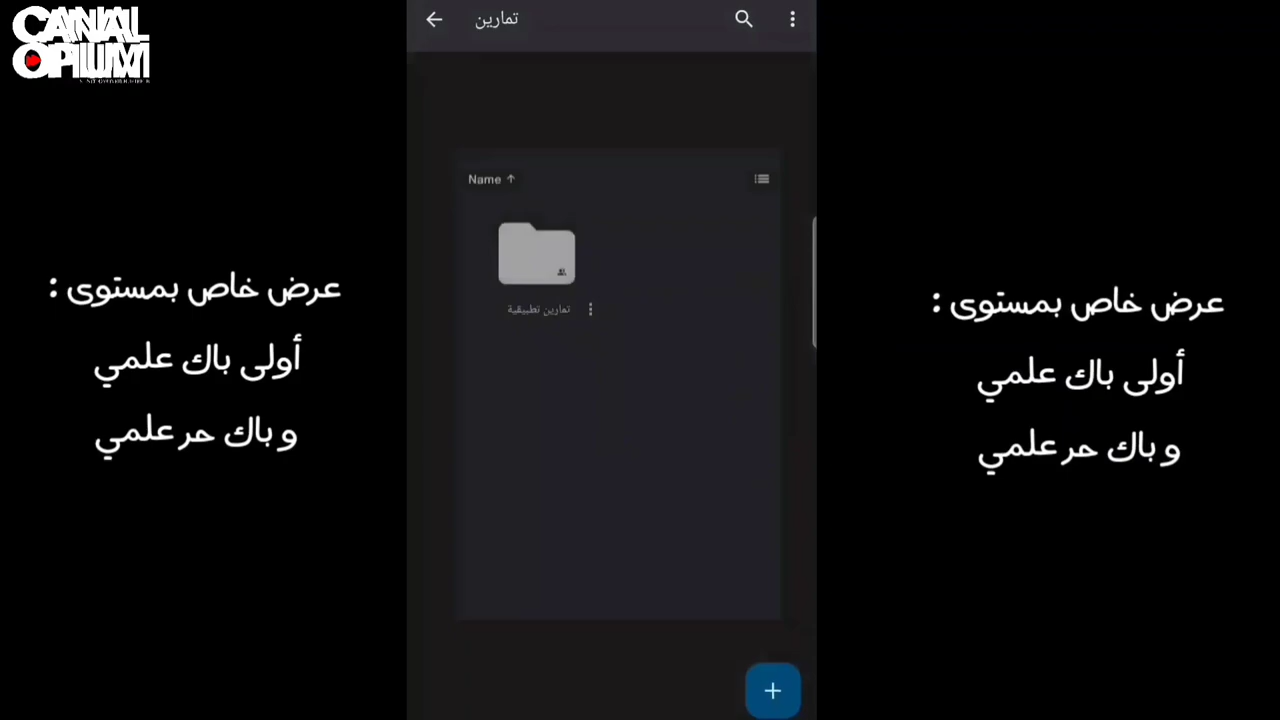 CANAL
OPIUM
تمارين
Name ↑
تمارين تطبيقية
عرض خاص بمستوى :
أولى باك علمي
و باك حر علمي
عرض خاص بمستوى :
أولى باك علمي
و باك حر علمي